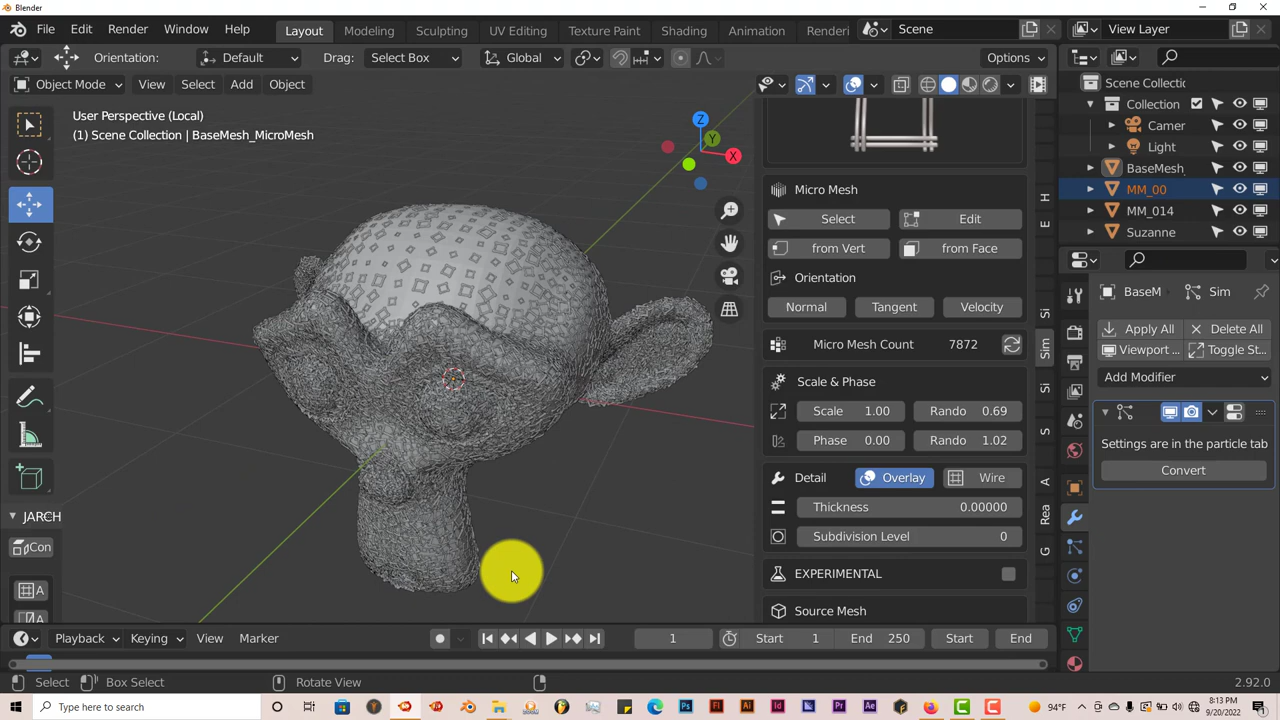 Blender
File Edit Render Window Help Layout Modeling Sculpting UV Editing Texture Paint Shading Animation Renderi Scene View Layer
Orientation: Default Drag: Select Box Global Options
Object Mode View Select Add Object
User Perspective (Local)
(1) Scene Collection | BaseMesh_MicroMesh
Z
Y
X
JARCH
Con
A
A
Micro Mesh
Select Edit
from Vert from Face
Orientation
Normal Tangent Velocity
Micro Mesh Count 7872
Scale & Phase
Scale 1.00 Rando 0.69
Phase 0.00 Rando 1.02
Detail Overlay Wire
Thickness 0.00000
Subdivision Level 0
EXPERIMENTAL
Source Mesh
H
E
Si
Sim
Si
S
A
Rea
G
Scene Collectic
Collection
Camer
Light
BaseMesh_
MM_00
MM_014
Suzanne
BaseM Sim
Apply All Delete All
Viewport Toggle St...
Add Modifier
Settings are in the particle tab
Convert
Playback Keying View Marker 1 Start 1 End 250 Start End
Select Box Select Rotate View 2.92.0
Type here to search 94°F 8:13 PM
9/20/2022